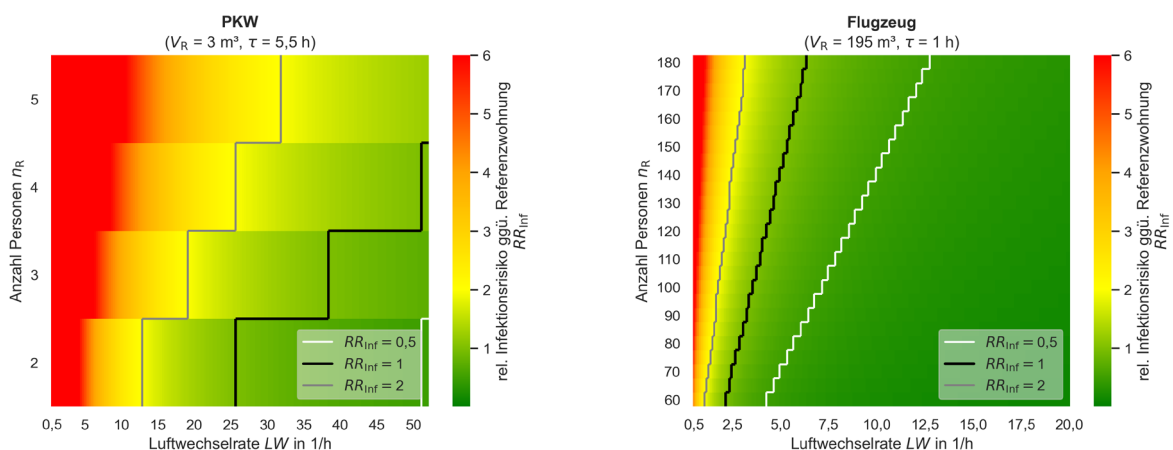 PKW
(V_R = 3 m³, τ = 5,5 h)
Anzahl Personen n_R
5
4
3
2
0,5 5 10 15 20 25 30 35 40 45 50
Luftwechselrate LW in 1/h
RR_Inf = 0,5
RR_Inf = 1
RR_Inf = 2
6
5
4
3
2
1
rel. Infektionsrisiko ggü. Referenzwohnung
RR_Inf
Flugzeug
(V_R = 195 m³, τ = 1 h)
Anzahl Personen n_R
180
170
160
150
140
130
120
110
100
90
80
70
60
0,5 2,5 5,0 7,5 10,0 12,5 15,0 17,5 20,0
Luftwechselrate LW in 1/h
RR_Inf = 0,5
RR_Inf = 1
RR_Inf = 2
6
5
4
3
2
1
rel. Infektionsrisiko ggü. Referenzwohnung
RR_Inf